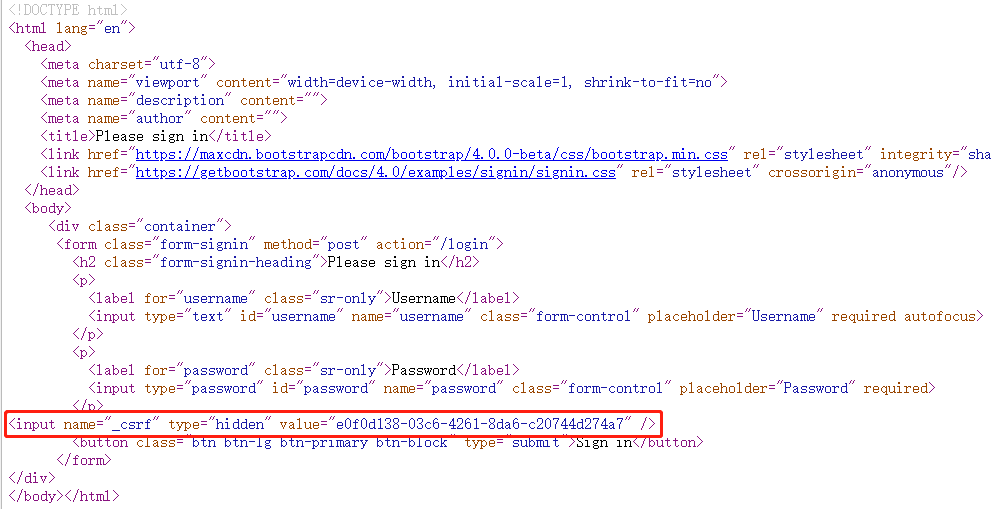 <!DOCTYPE html>
<html lang="en">
  <head>
    <meta charset="utf-8">
    <meta name="viewport" content="width=device-width, initial-scale=1, shrink-to-fit=no">
    <meta name="description" content="">
    <meta name="author" content="">
    <title>Please sign in</title>
    <link href="https://maxcdn.bootstrapcdn.com/bootstrap/4.0.0-beta/css/bootstrap.min.css" rel="stylesheet" integrity="sha
    <link href="https://getbootstrap.com/docs/4.0/examples/signin/signin.css" rel="stylesheet" crossorigin="anonymous"/>
  </head>
  <body>
     <div class="container">
      <form class="form-signin" method="post" action="/login">
        <h2 class="form-signin-heading">Please sign in</h2>
        <p>
          <label for="username" class="sr-only">Username</label>
          <input type="text" id="username" name="username" class="form-control" placeholder="Username" required autofocus>
        </p>
        <p>
          <label for="password" class="sr-only">Password</label>
          <input type="password" id="password" name="password" class="form-control" placeholder="Password" required>
        </p>
<input name="_csrf" type="hidden" value="e0f0d138-03c6-4261-8da6-c20744d274a7" />
        <button class="btn btn-lg btn-primary btn-block" type="submit">Sign in</button>
      </form>
</div>
</body></html>